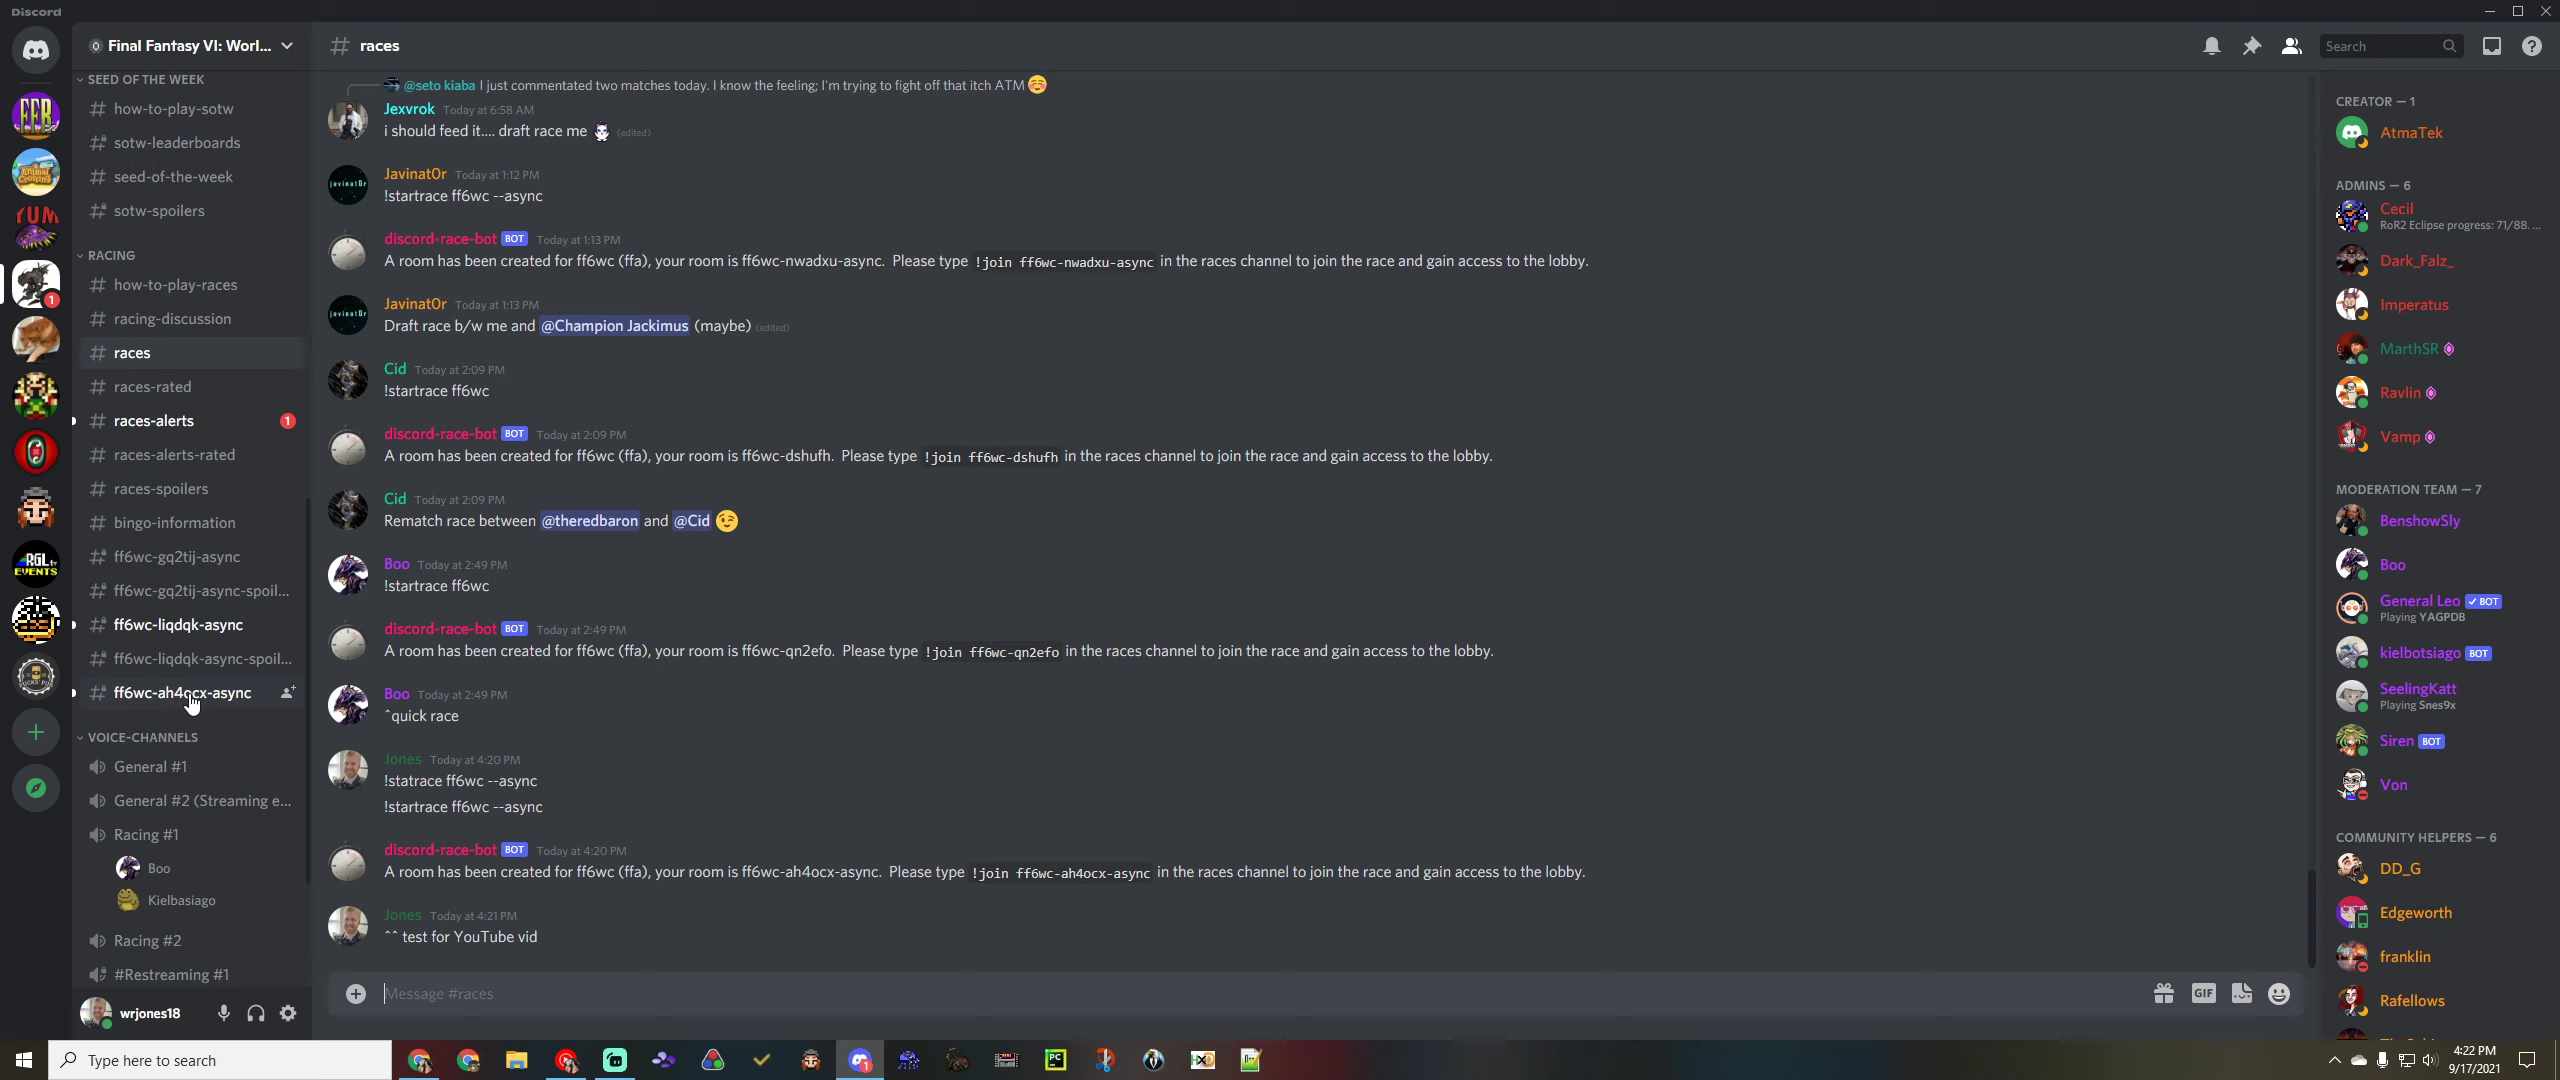 Discord
Final Fantasy VI: Worl...
# races
Search
SEED OF THE WEEK
how-to-play-sotw
sotw-leaderboards
seed-of-the-week
sotw-spoilers
RACING
how-to-play-races
racing-discussion
races
races-rated
races-alerts 1
races-alerts-rated
races-spoilers
bingo-information
ff6wc-gq2tij-async
ff6wc-gq2tij-async-spoil...
ff6wc-liqdqk-async
ff6wc-liqdqk-async-spoil...
ff6wc-ah4ocx-async
VOICE-CHANNELS
General #1
General #2 (Streaming e...
Racing #1
Boo
Kielbasiago
Racing #2
#Restreaming #1
wrjones18
@seto kiaba I just commentated two matches today. I know the feeling; I'm trying to fight off that itch ATM
Jexvrok Today at 6:58 AM
i should feed it.... draft race me (edited)
Javinat0r Today at 1:12 PM
!startrace ff6wc --async
discord-race-bot BOT Today at 1:13 PM
A room has been created for ff6wc (ffa), your room is ff6wc-nwadxu-async. Please type !join ff6wc-nwadxu-async in the races channel to join the race and gain access to the lobby.
Javinat0r Today at 1:13 PM
Draft race b/w me and @Champion Jackimus (maybe) (edited)
Cid Today at 2:09 PM
!startrace ff6wc
discord-race-bot BOT Today at 2:09 PM
A room has been created for ff6wc (ffa), your room is ff6wc-dshufh. Please type !join ff6wc-dshufh in the races channel to join the race and gain access to the lobby.
Cid Today at 2:09 PM
Rematch race between @theredbaron and @Cid
Boo Today at 2:49 PM
!startrace ff6wc
discord-race-bot BOT Today at 2:49 PM
A room has been created for ff6wc (ffa), your room is ff6wc-qn2efo. Please type !join ff6wc-qn2efo in the races channel to join the race and gain access to the lobby.
Boo Today at 2:49 PM
^quick race
Jones Today at 4:20 PM
!statrace ff6wc --async
!startrace ff6wc --async
discord-race-bot BOT Today at 4:20 PM
A room has been created for ff6wc (ffa), your room is ff6wc-ah4ocx-async. Please type !join ff6wc-ah4ocx-async in the races channel to join the race and gain access to the lobby.
Jones Today at 4:21 PM
^^ test for YouTube vid
Message #races
GIF
CREATOR — 1
AtmaTek
ADMINS — 6
Cecil
RoR2 Eclipse progress: 71/88. ...
Dark_Falz_
Imperatus
MarthSR
Ravlin
Vamp
MODERATION TEAM — 7
BenshowSly
Boo
General Leo BOT
Playing YAGPDB
kielbotsiago BOT
SeelingKatt
Playing Snes9x
Siren BOT
Von
COMMUNITY HELPERS — 6
DD_G
Edgeworth
franklin
Rafellows
Type here to search
4:22 PM
9/17/2021